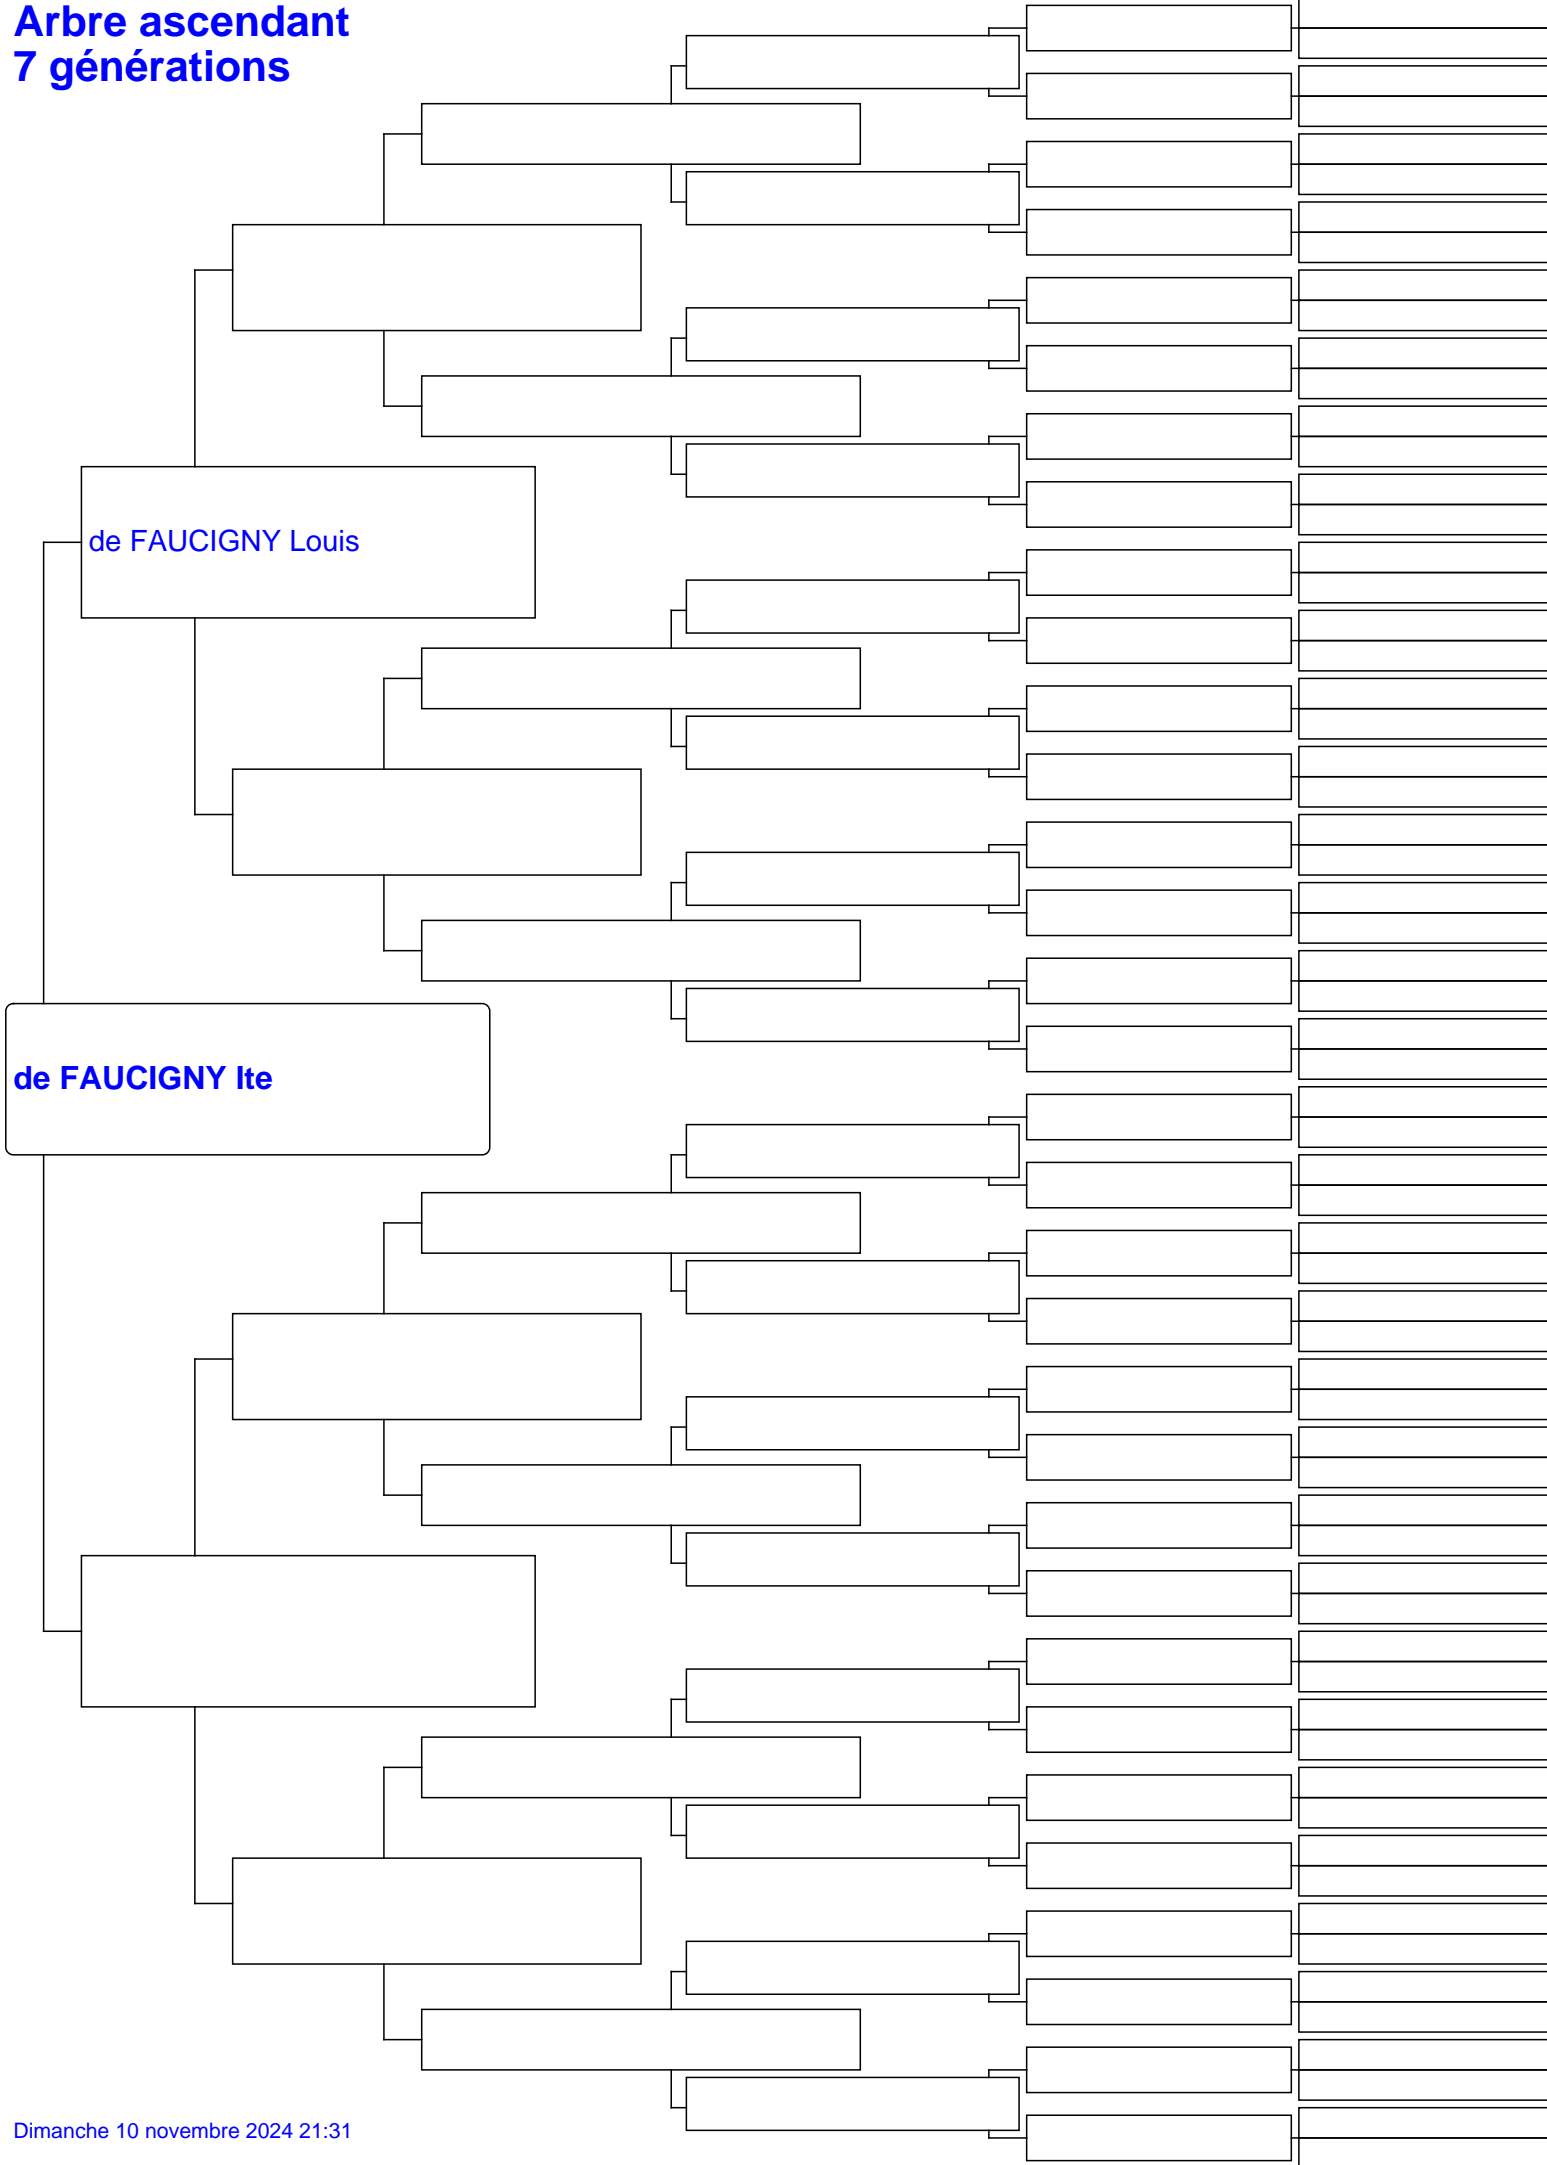 Arbre ascendant
7 générations
de FAUCIGNY Louis
de FAUCIGNY Ite
Dimanche 10 novembre 2024 21:31